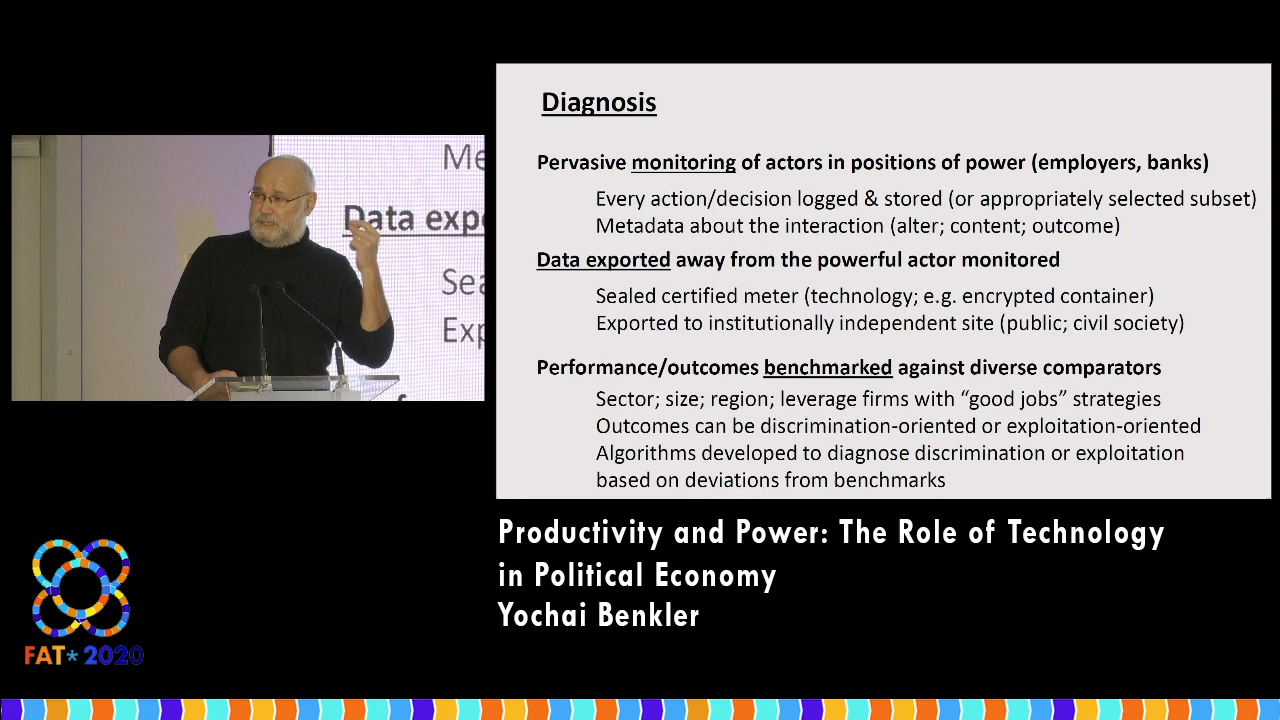 Diagnosis
Pervasive monitoring of actors in positions of power (employers, banks)
Every action/decision logged & stored (or appropriately selected subset)
Metadata about the interaction (alter; content; outcome)
Data exported away from the powerful actor monitored
Sealed certified meter (technology; e.g. encrypted container)
Exported to institutionally independent site (public; civil society)
Performance/outcomes benchmarked against diverse comparators
Sector; size; region; leverage firms with “good jobs” strategies
Outcomes can be discrimination-oriented or exploitation-oriented
Algorithms developed to diagnose discrimination or exploitation
based on deviations from benchmarks
Me
Data expo
Sea
Exp
Productivity and Power: The Role of Technology
in Political Economy
Yochai Benkler
FAT* 2020